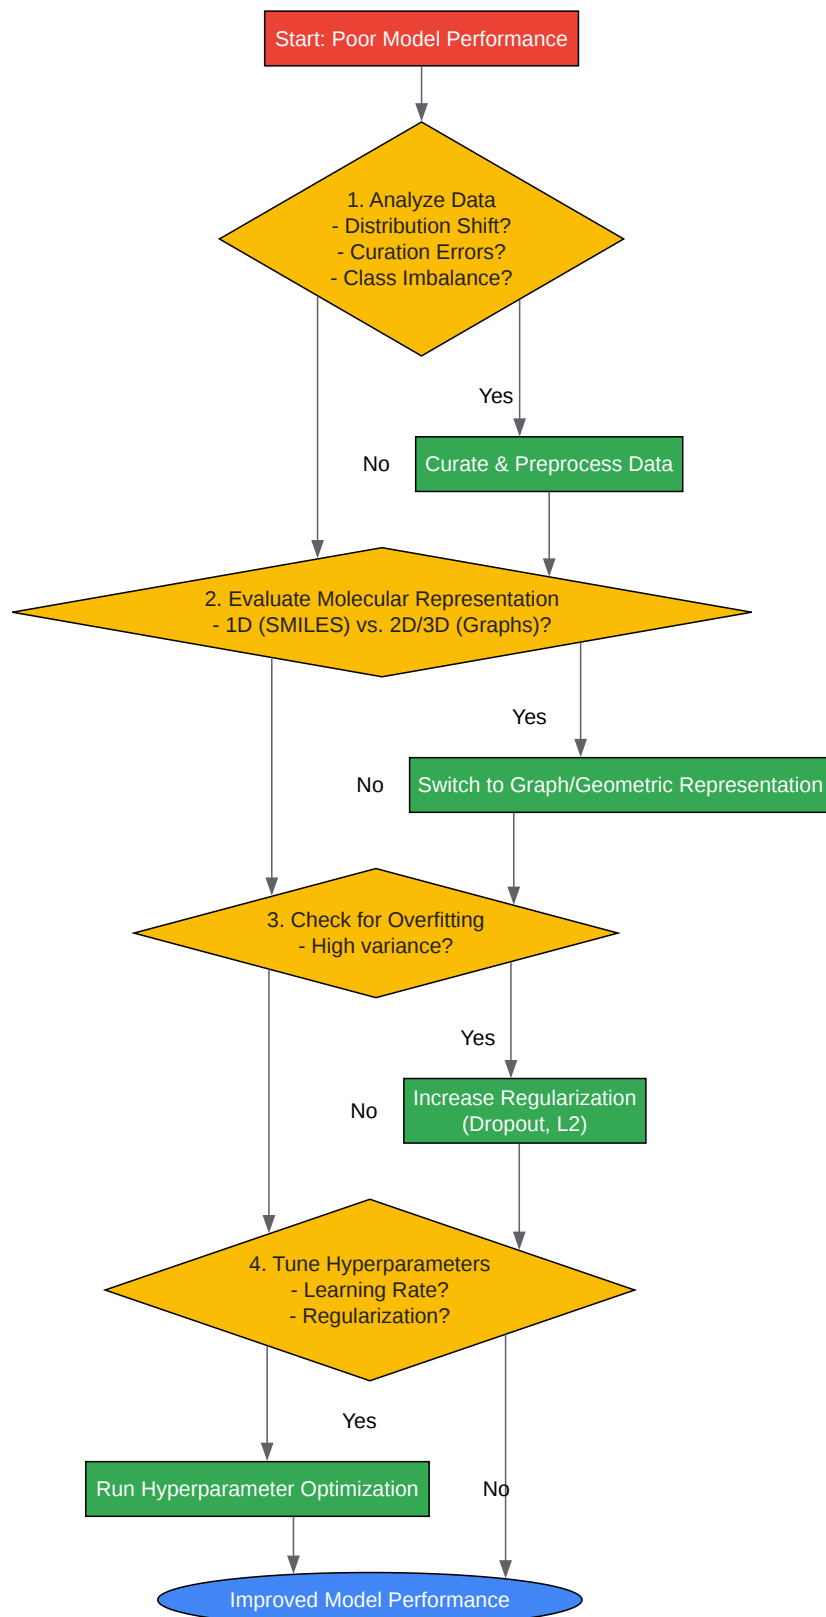 Start: Poor Model Performance
1. Analyze Data
- Distribution Shift?
- Curation Errors?
- Class Imbalance?
Yes
No
Curate & Preprocess Data
2. Evaluate Molecular Representation
- 1D (SMILES) vs. 2D/3D (Graphs)?
Yes
No
Switch to Graph/Geometric Representation
3. Check for Overfitting
- High variance?
Yes
No
Increase Regularization
(Dropout, L2)
4. Tune Hyperparameters
- Learning Rate?
- Regularization?
Yes
Run Hyperparameter Optimization
No
Improved Model Performance